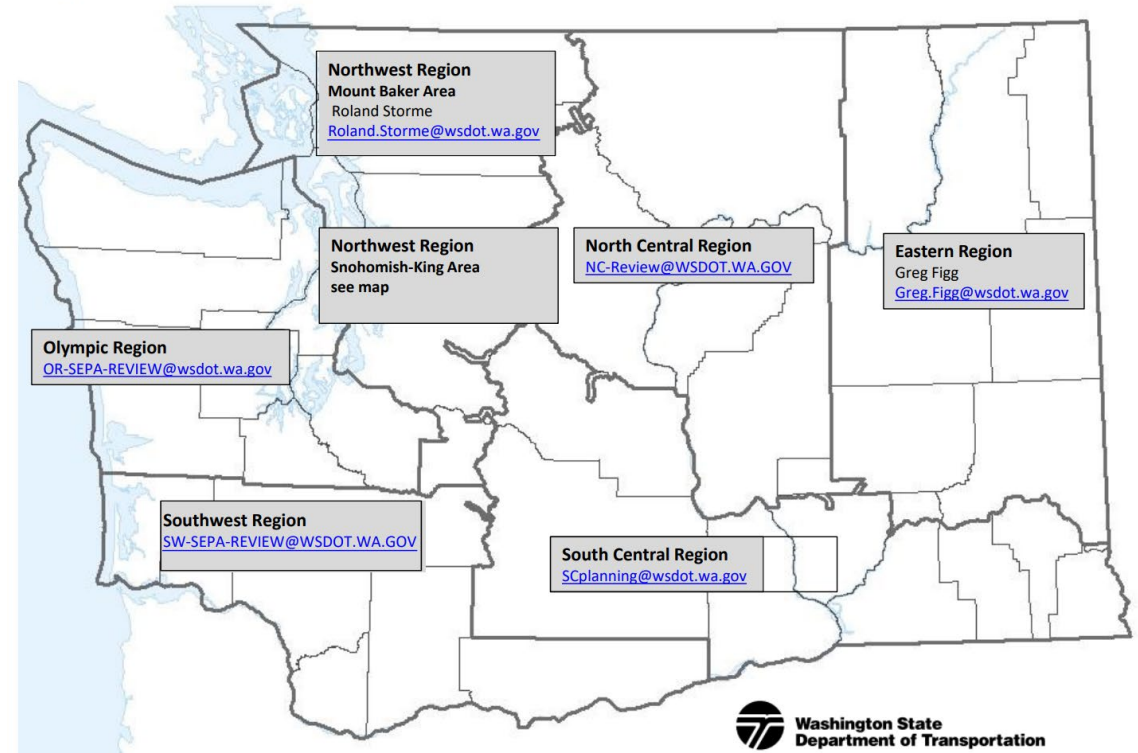 Northwest Region
Mount Baker Area
Roland Storme
Roland.Storme@wsdot.wa.gov
Northwest Region
Snohomish-King Area
see map
North Central Region
NC-Review@WSDOT.WA.GOV
Eastern Region
Greg Figg
Greg.Figg@wsdot.wa.gov
Olympic Region
OR-SEPA-REVIEW@wsdot.wa.gov
Southwest Region
SW-SEPA-REVIEW@WSDOT.WA.GOV
South Central Region
SCplanning@wsdot.wa.gov
Washington State
Department of Transportation